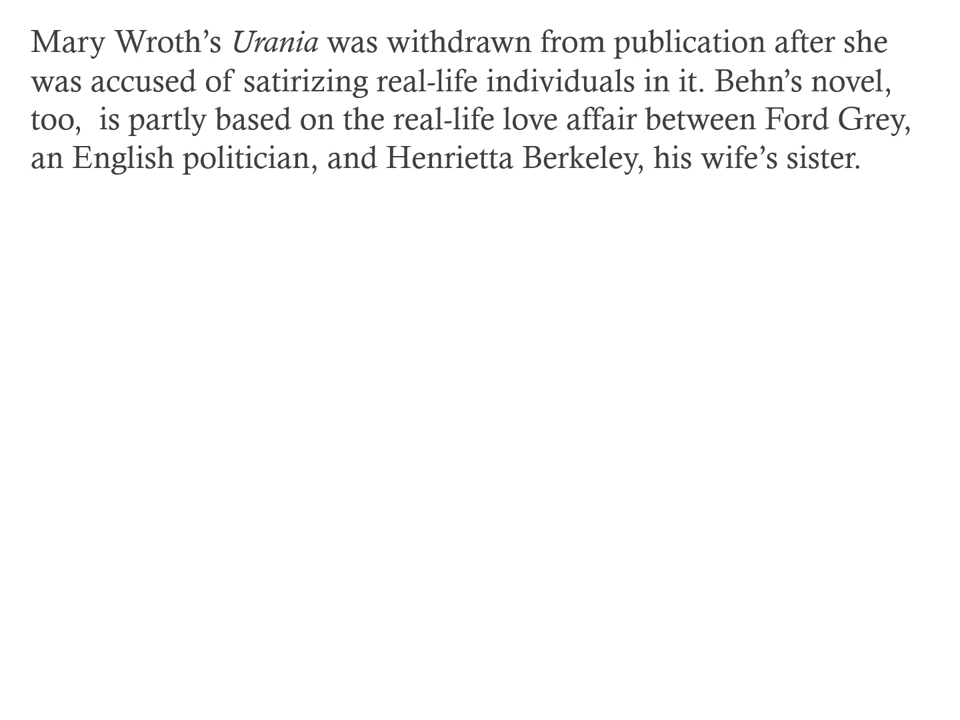 Mary Wroth’s Urania was withdrawn from publication after she
was accused of satirizing real-life individuals in it. Behn’s novel,
too,  is partly based on the real-life love affair between Ford Grey,
an English politician, and Henrietta Berkeley, his wife’s sister.